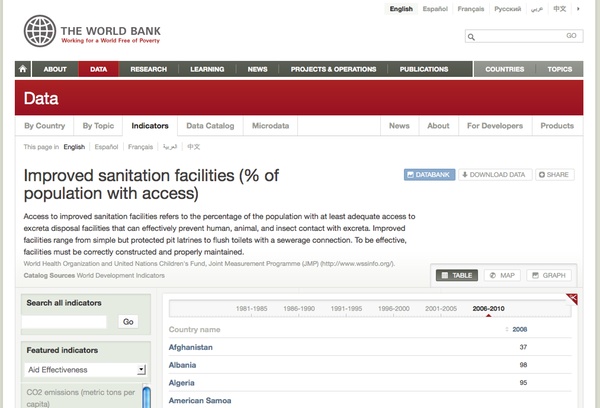 English Español Français Русский عربي 中文
THE WORLD BANK
Working for a World Free of Poverty
GO
ABOUT DATA RESEARCH LEARNING NEWS PROJECTS & OPERATIONS PUBLICATIONS COUNTRIES TOPICS
Data
By Country By Topic Indicators Data Catalog Microdata News About For Developers Products
This page in English Español Français العربية 中文
Improved sanitation facilities (% of
population with access)
DATABANK DOWNLOAD DATA SHARE
Access to improved sanitation facilities refers to the percentage of the population with at least adequate access to
excreta disposal facilities that can effectively prevent human, animal, and insect contact with excreta. Improved
facilities range from simple but protected pit latrines to flush toilets with a sewerage connection. To be effective,
facilities must be correctly constructed and properly maintained.
World Health Organization and United Nations Children's Fund, Joint Measurement Programme (JMP) (http://www.wssinfo.org/).
Catalog Sources World Development Indicators
TABLE MAP GRAPH
Search all indicators
Go
Featured indicators
Aid Effectiveness
CO2 emissions (metric tons per
capita)
1981-1985 1986-1990 1991-1995 1996-2000 2001-2005 2006-2010
Country name 2008
Afghanistan 37
Albania 98
Algeria 95
American Samoa